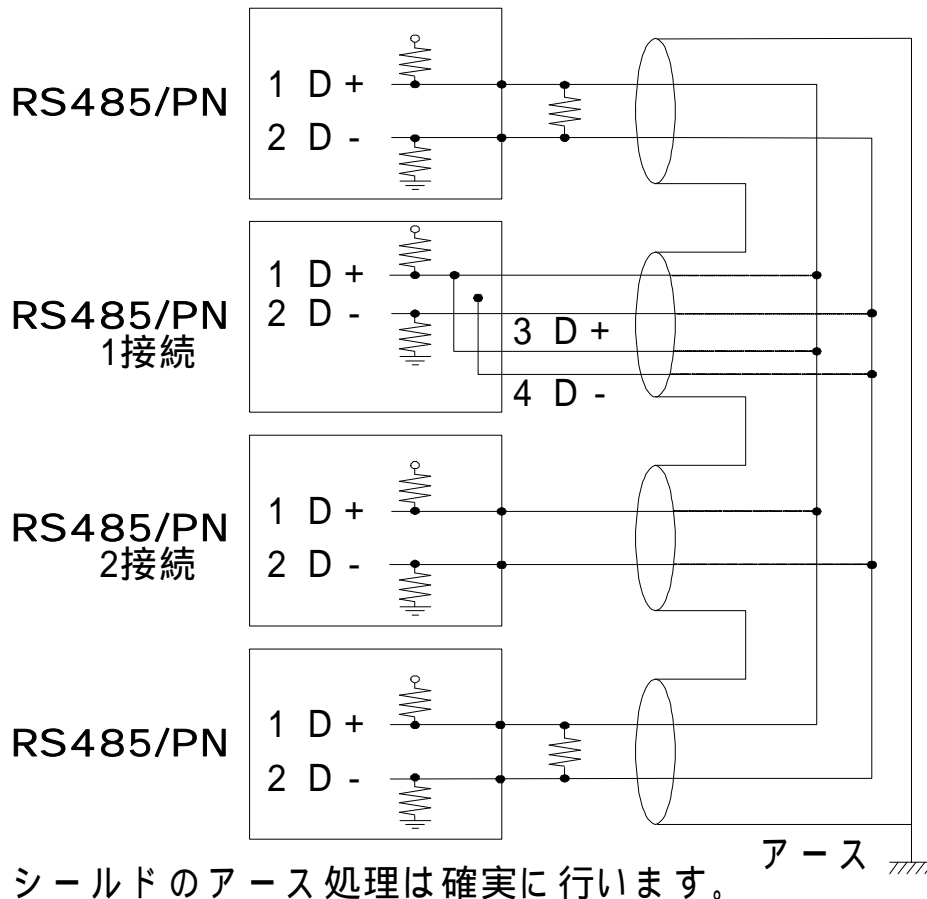 RS485/PN
1 D +
2 D -
RS485/PN
1接続
1 D +
2 D -
3 D +
4 D -
RS485/PN
2接続
1 D +
2 D -
RS485/PN
1 D +
2 D -
アース
シールドのアース処理は確実に行います。